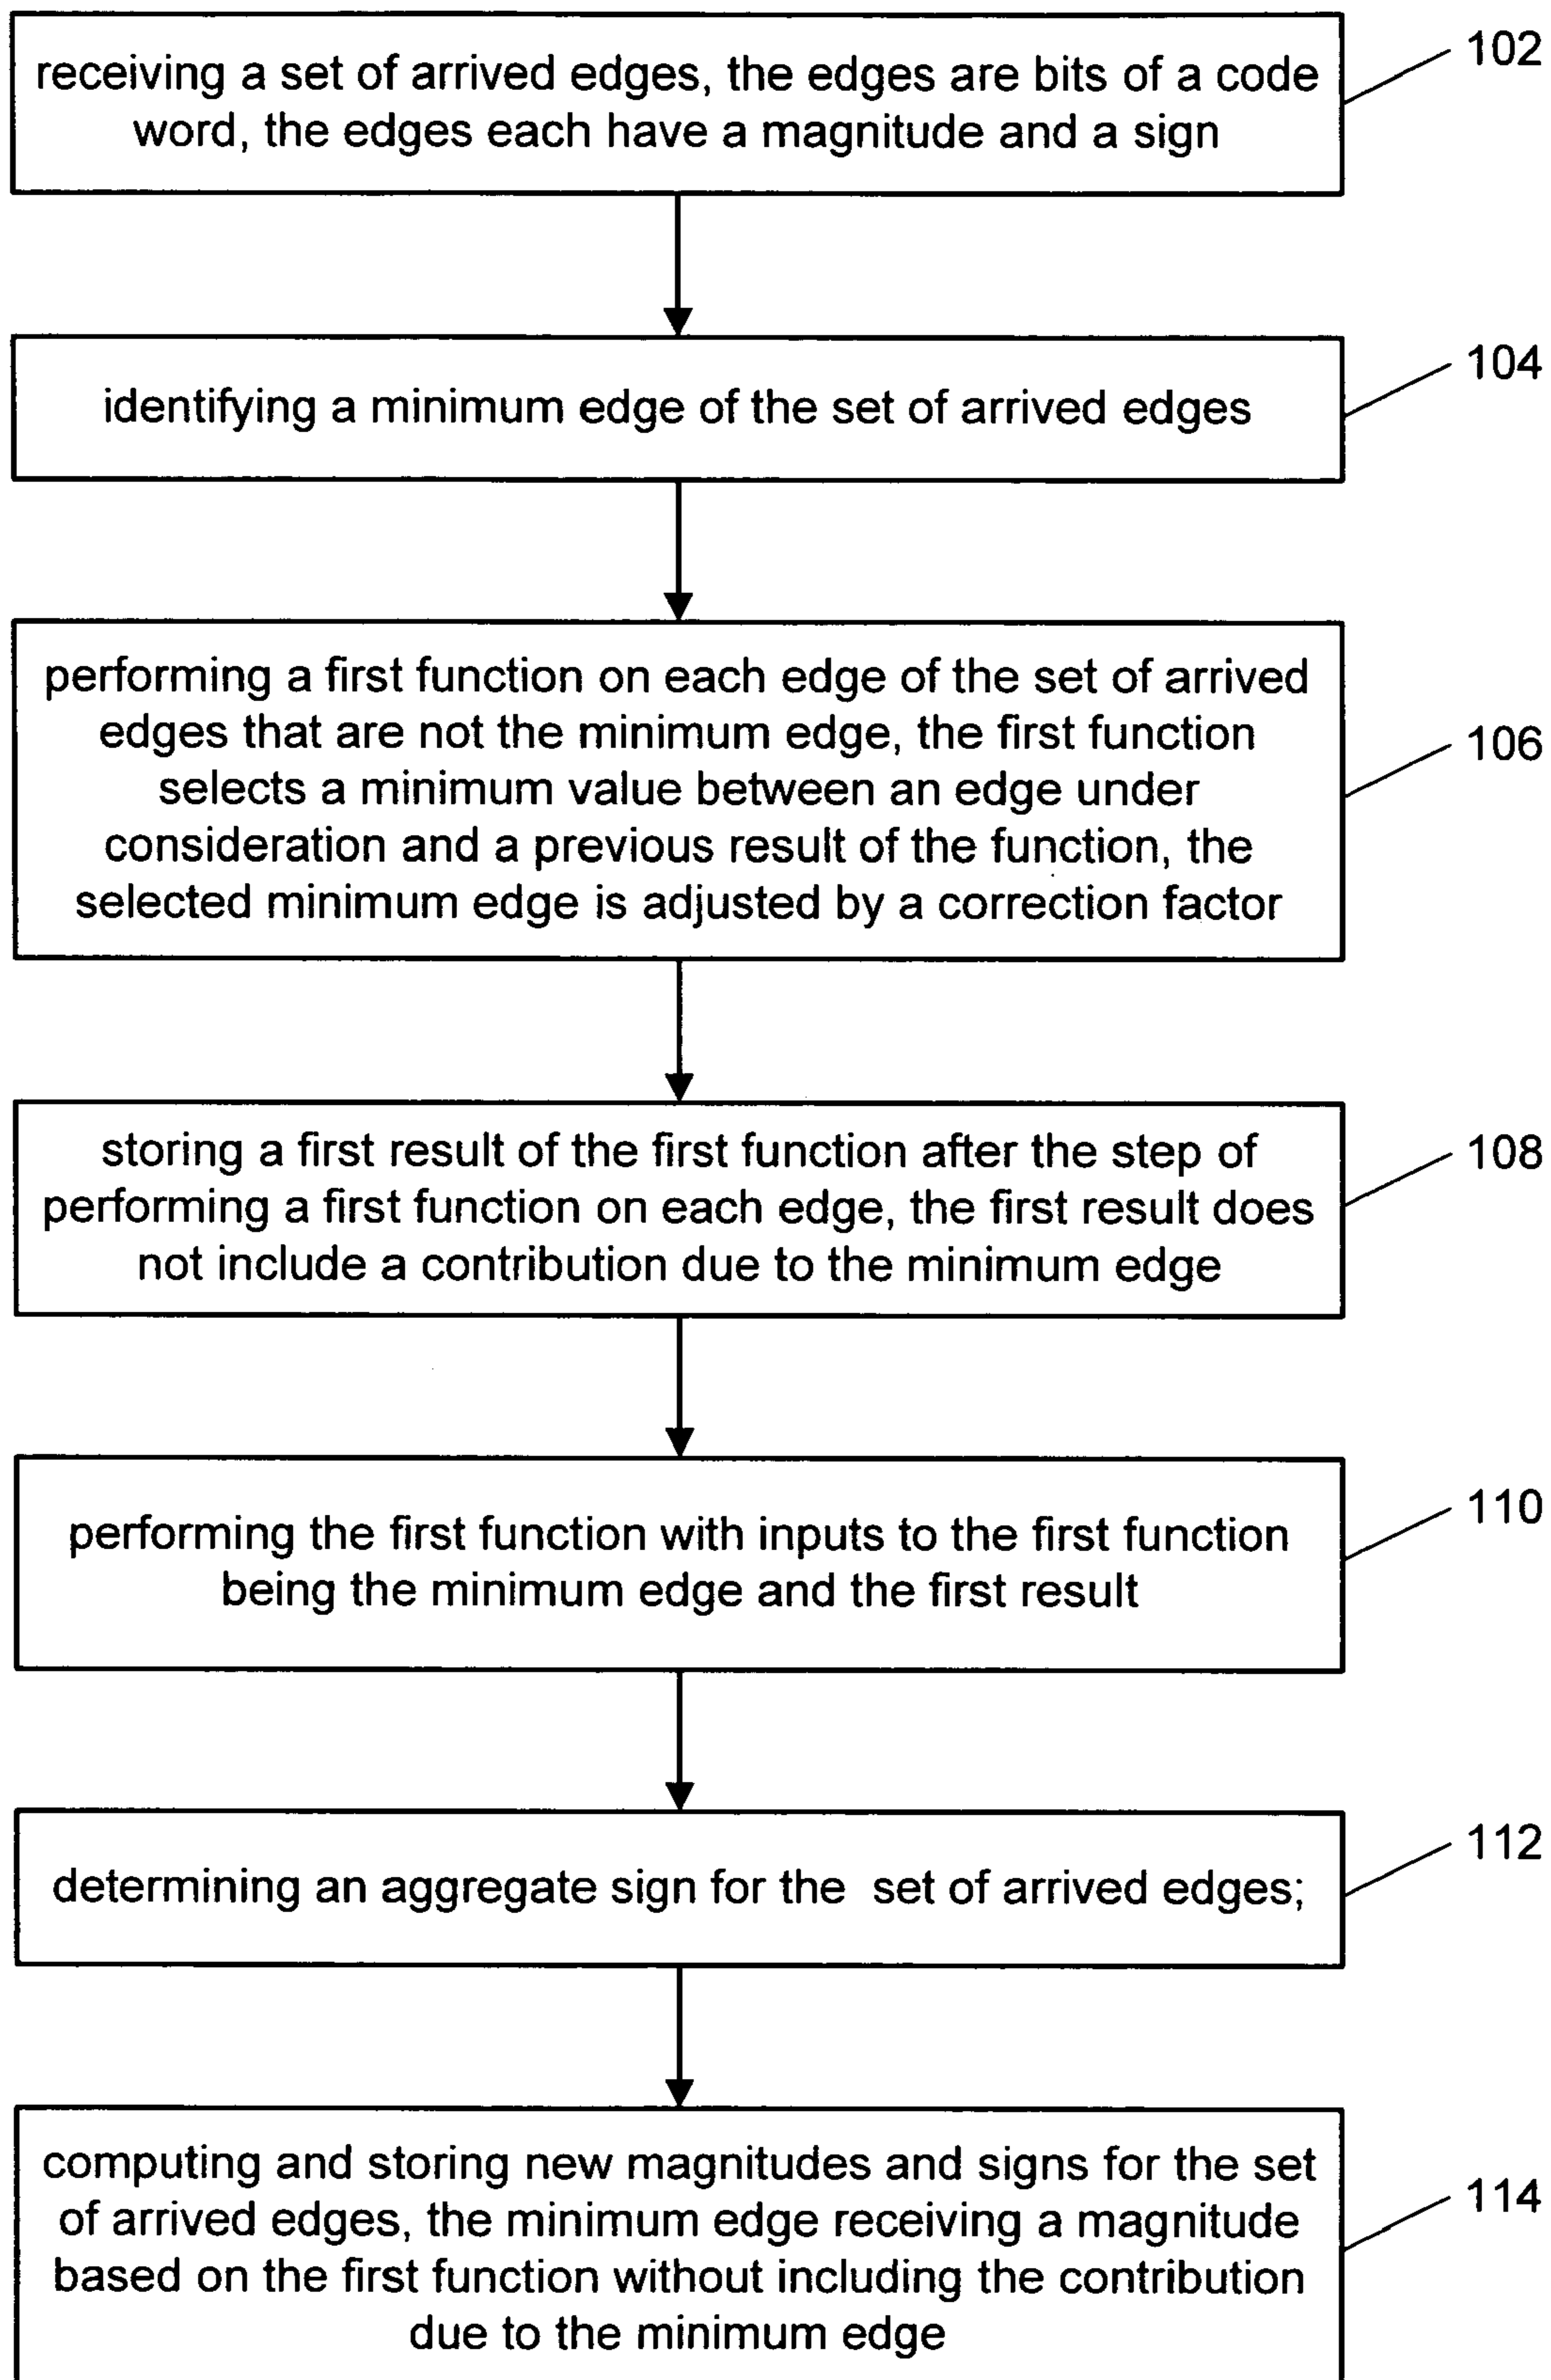 receiving a set of arrived edges, the edges are bits of a code
word, the edges each have a magnitude and a sign
102
identifying a minimum edge of the set of arrived edges
104
performing a first function on each edge of the set of arrived
edges that are not the minimum edge, the first function
selects a minimum value between an edge under
consideration and a previous result of the function, the
selected minimum edge is adjusted by a correction factor
106
storing a first result of the first function after the step of
performing a first function on each edge, the first result does
not include a contribution due to the minimum edge
108
performing the first function with inputs to the first function
being the minimum edge and the first result
110
determining an aggregate sign for the set of arrived edges;
112
computing and storing new magnitudes and signs for the set
of arrived edges, the minimum edge receiving a magnitude
based on the first function without including the contribution
due to the minimum edge
114